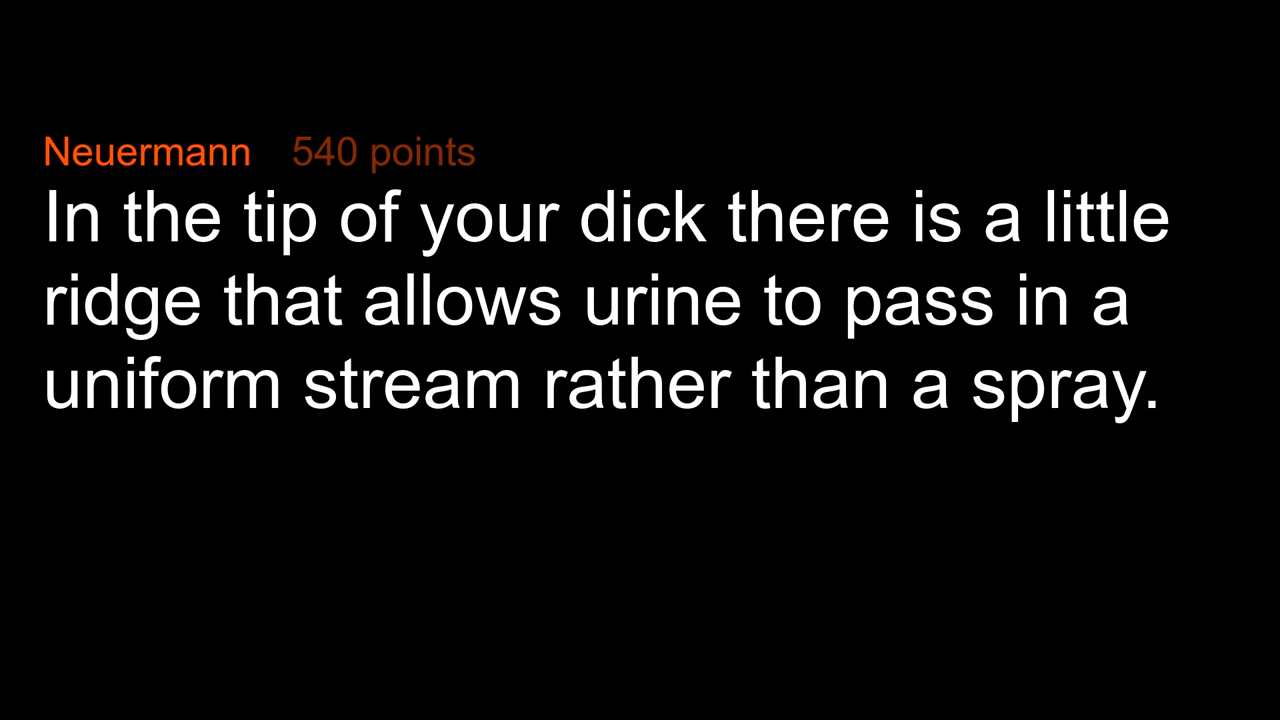 Neuermann 540 points
In the tip of your dick there is a little
ridge that allows urine to pass in a
uniform stream rather than a spray.